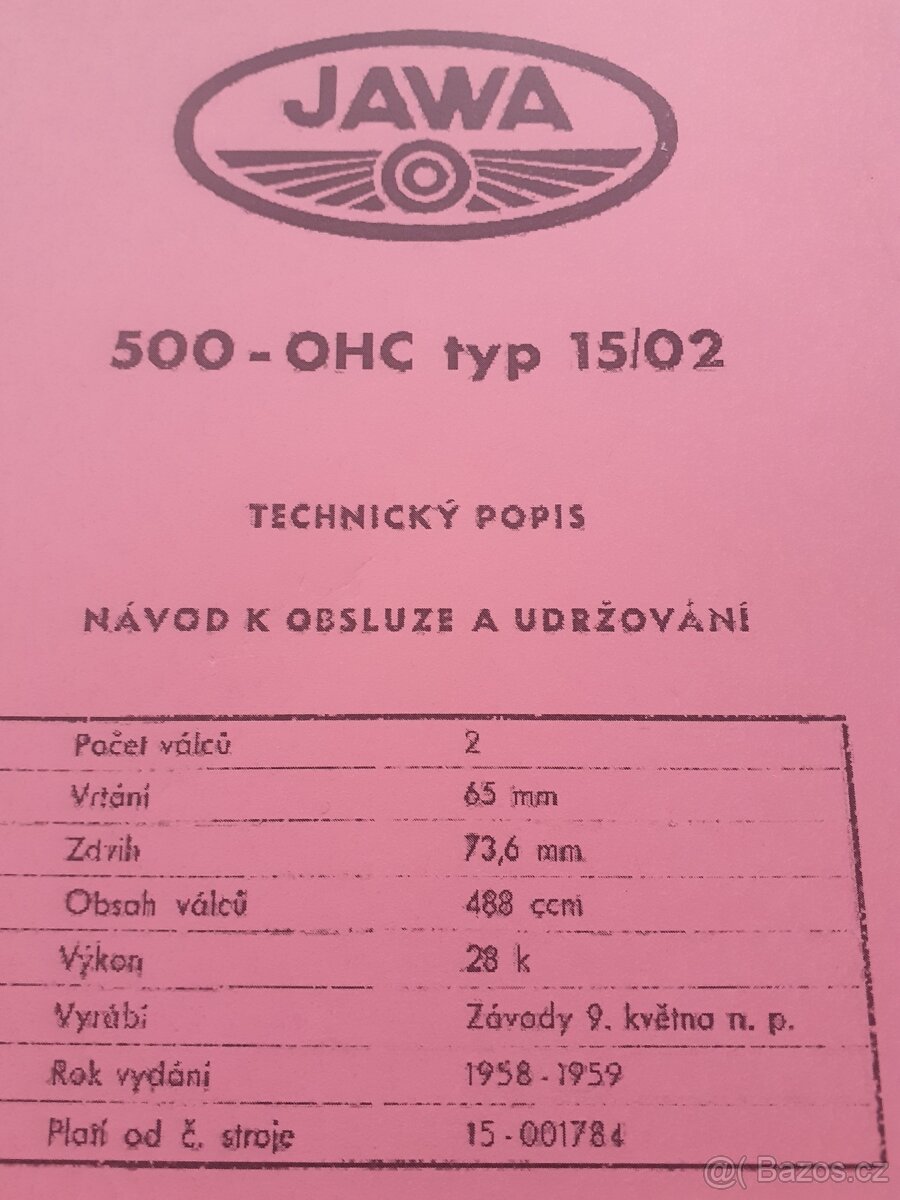 JAWA
500 - OHC typ 15/02
TECHNICKÝ POPIS
NÁVOD K OBSLUZE A UDRŽOVÁNÍ
Počet válců 2
Vrtání 65 mm
Zdvih 73,6 mm
Obsah válců 488 ccm
Výkon 28 k
Vyrábí Závody 9. května n. p.
Rok vydání 1958 - 1959
Platí od č. stroje 15 - 001784
@( Bazos.cz